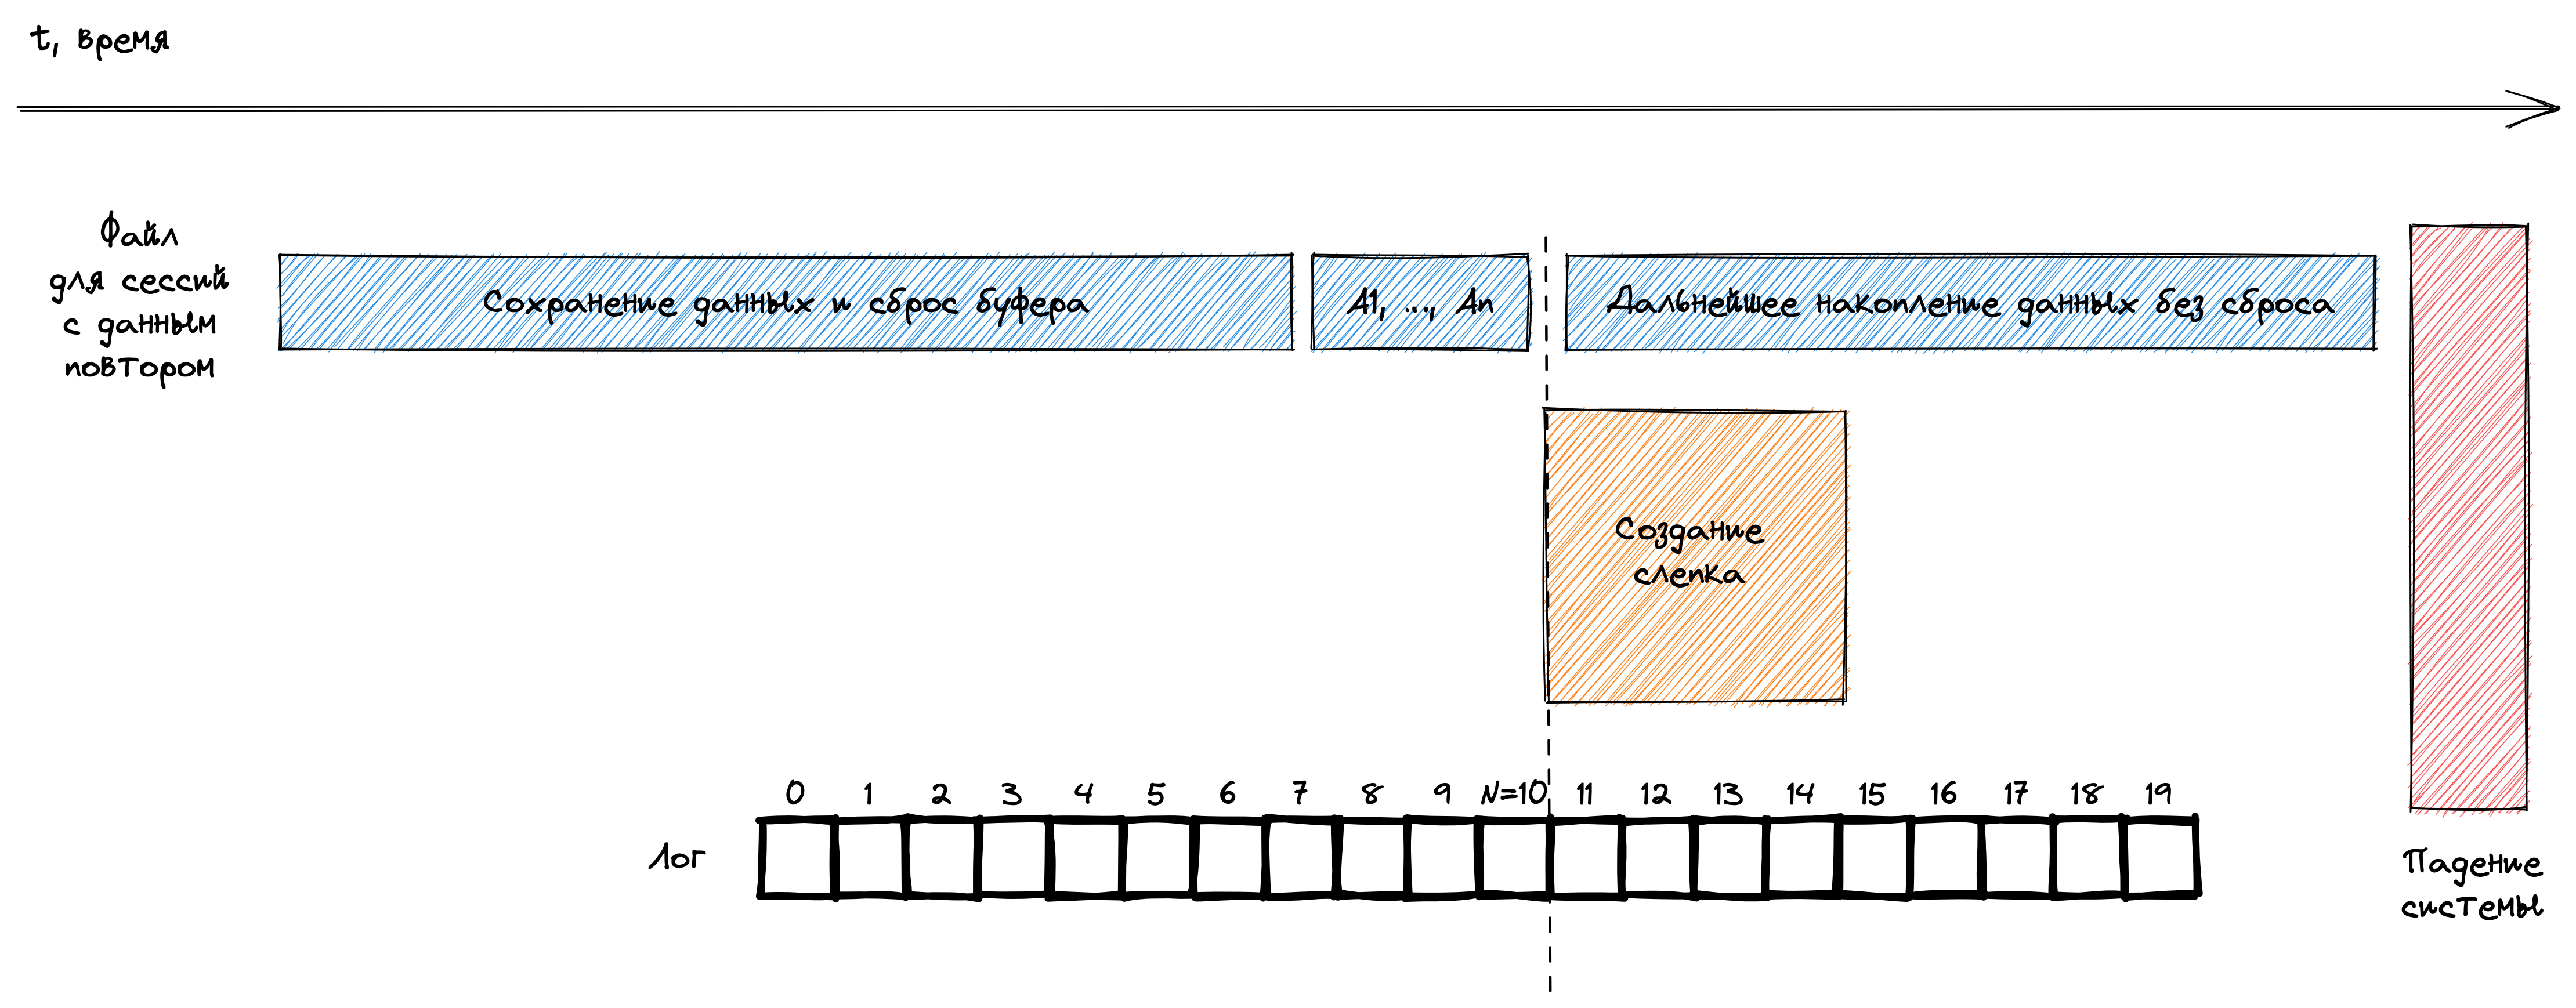 t, время
Файл
для сессий
с данным
повтором
Сохранение данных и сброс буфера
A1, ..., An
Дальнейшее накопление данных без сброса
Создание
слепка
0 1 2 3 4 5 6 7 8 9 N=10 11 12 13 14 15 16 17 18 19
Лог
Падение
системы